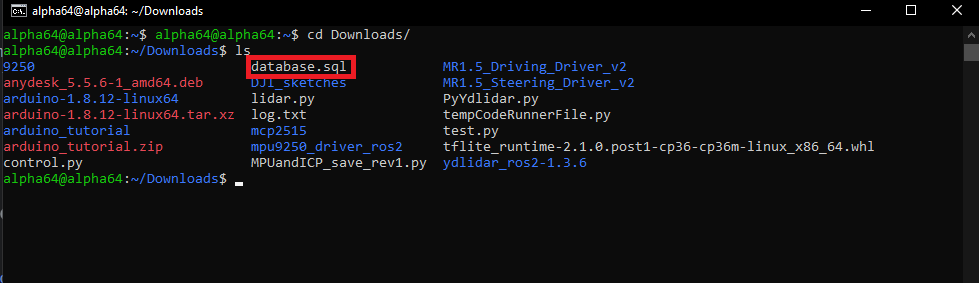 alpha64@alpha64: ~/Downloads
alpha64@alpha64:~$ alpha64@alpha64:~$ cd Downloads/
alpha64@alpha64:~/Downloads$ ls
9250 database.sql MR1.5_Driving_Driver_v2
anydesk_5.5.6-1_amd64.deb DJI_sketches MR1.5_Steering_Driver_v2
arduino-1.8.12-linux64 lidar.py PyYdlidar.py
arduino-1.8.12-linux64.tar.xz log.txt tempCodeRunnerFile.py
arduino_tutorial mcp2515 test.py
arduino_tutorial.zip mpu9250_driver_ros2 tflite_runtime-2.1.0.post1-cp36-cp36m-linux_x86_64.whl
control.py MPUandICP_save_rev1.py ydlidar_ros2-1.3.6
alpha64@alpha64:~/Downloads$